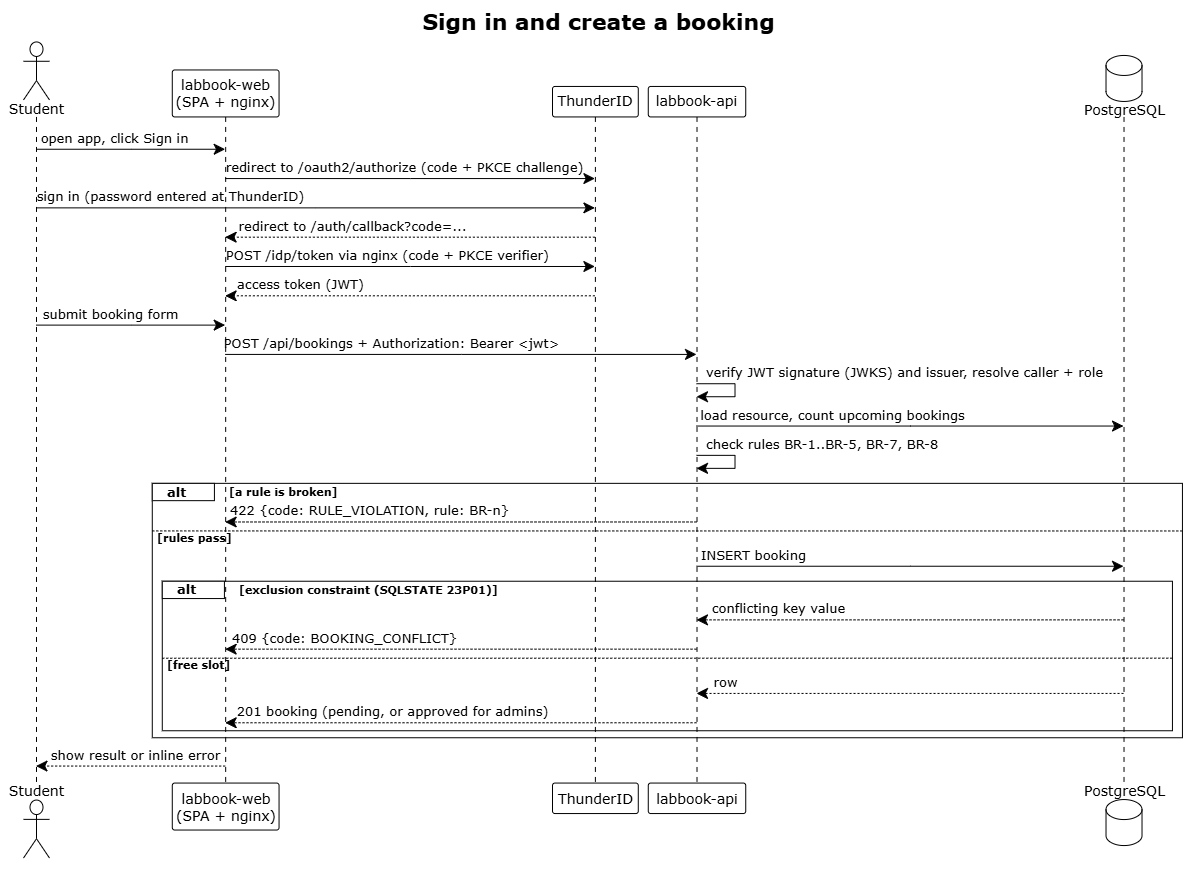 Sign in and create a booking
Student
labbook-web
(SPA + nginx)
ThunderID
labbook-api
PostgreSQL
open app, click Sign in
redirect to /oauth2/authorize (code + PKCE challenge)
sign in (password entered at ThunderID)
redirect to /auth/callback?code=...
POST /idp/token via nginx (code + PKCE verifier)
access token (JWT)
submit booking form
POST /api/bookings + Authorization: Bearer <jwt>
verify JWT signature (JWKS) and issuer, resolve caller + role
load resource, count upcoming bookings
check rules BR-1..BR-5, BR-7, BR-8
alt [a rule is broken]
422 {code: RULE_VIOLATION, rule: BR-n}
[rules pass]
INSERT booking
alt [exclusion constraint (SQLSTATE 23P01)]
conflicting key value
409 {code: BOOKING_CONFLICT}
[free slot]
row
201 booking (pending, or approved for admins)
show result or inline error
Student
labbook-web
(SPA + nginx)
ThunderID
labbook-api
PostgreSQL